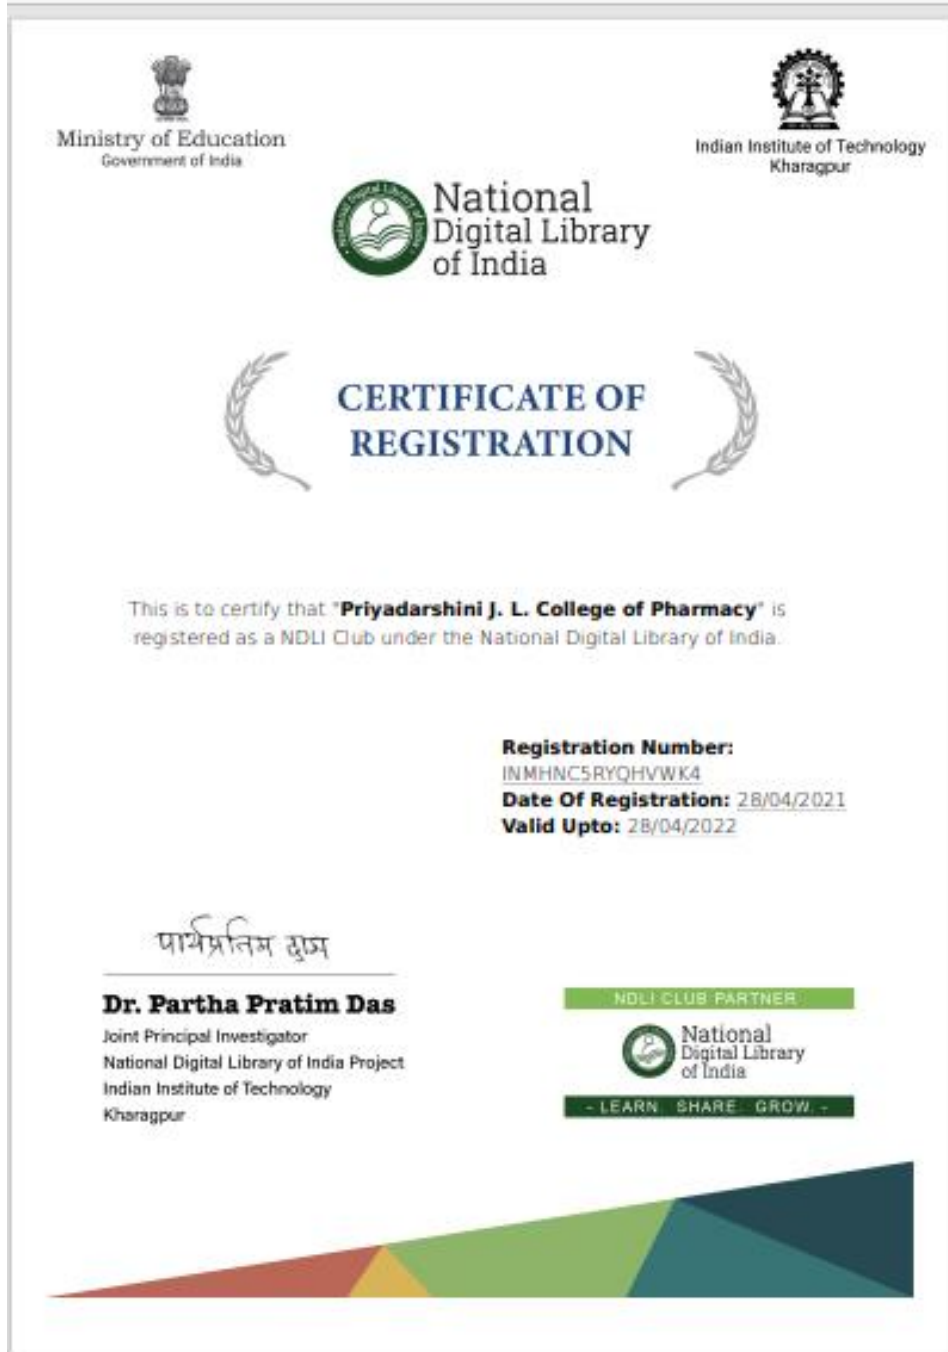 Ministry of Education
Government of India
Indian Institute of Technology
Kharagpur
National
Digital Library
of India
CERTIFICATE OF
REGISTRATION
This is to certify that "Priyadarshini J. L. College of Pharmacy" is
registered as a NDLI Club under the National Digital Library of India.
Registration Number:
INMHNC5RYQHVWK4
Date Of Registration: 28/04/2021
Valid Upto: 28/04/2022
पार्थप्रतिम दास
Dr. Partha Pratim Das
Joint Principal Investigator
National Digital Library of India Project
Indian Institute of Technology
Kharagpur
NDLI CLUB PARTNER
National
Digital Library
of India
- LEARN. SHARE. GROW. -